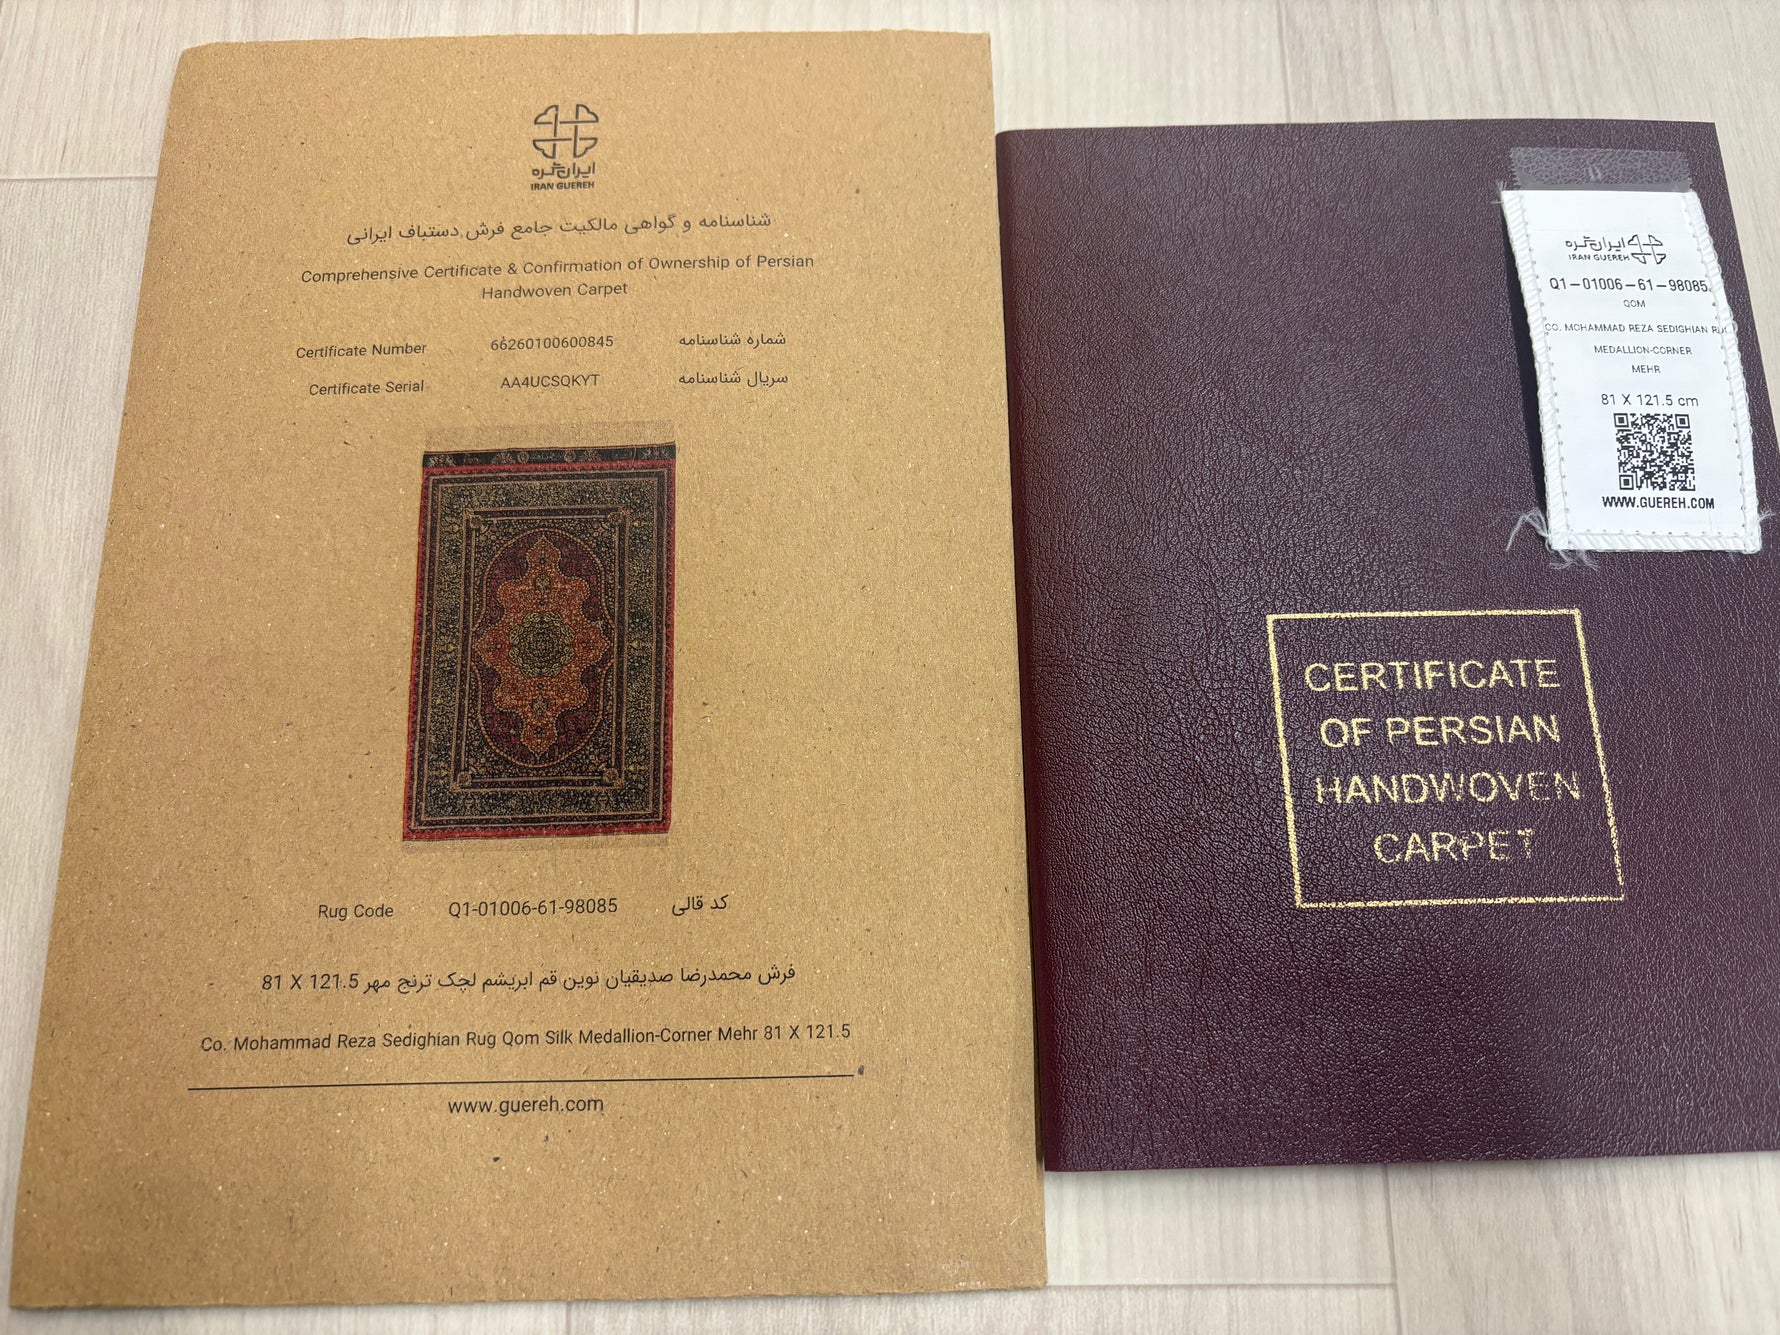 ایران گره
IRAN GUEREH
شناسنامه و گواهی مالکیت جامع فرش دستباف ایرانی
Comprehensive Certificate & Confirmation of Ownership of Persian
Handwoven Carpet
Certificate Number 66260100600845 شماره شناسنامه
Certificate Serial AA4UCSQKYT سریال شناسنامه
Rug Code Q1-01006-61-98085 کد قالی
فرش محمدرضا صدیقیان نوین قم ابریشم لچک ترنج مهر 81 X 121.5
Co. Mohammad Reza Sedighian Rug Qom Silk Medallion-Corner Mehr 81 X 121.5
www.guereh.com
ایران گره
IRAN GUEREH
Q1-01006-61-98085
QOM
CO. MOHAMMAD REZA SEDIGHIAN
MEDALLION-CORNER
MEHR
81 X 121.5 cm
WWW.GUEREH.COM
CERTIFICATE
OF PERSIAN
HANDWOVEN
CARPET